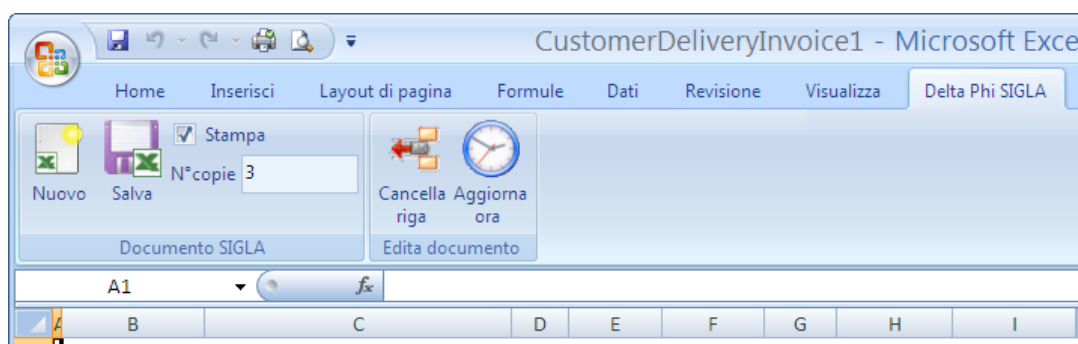 CustomerDeliveryInvoice1 - Microsoft Exce
Home Inserisci Layout di pagina Formule Dati Revisione Visualizza Delta Phi SIGLA
Stampa
N°copie 3
Nuovo Salva Cancella riga Aggiorna ora
Documento SIGLA Edita documento
A1 fx
A B C D E F G H I